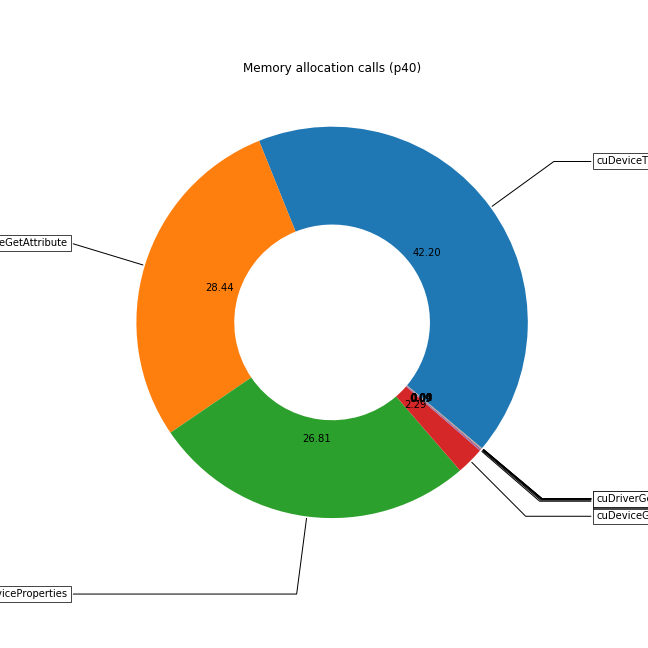 Memory allocation calls (p40)
cuDeviceT
42.20
eGetAttribute
28.44
2.29
26.81
cuDriverGe
cuDeviceG
viceProperties